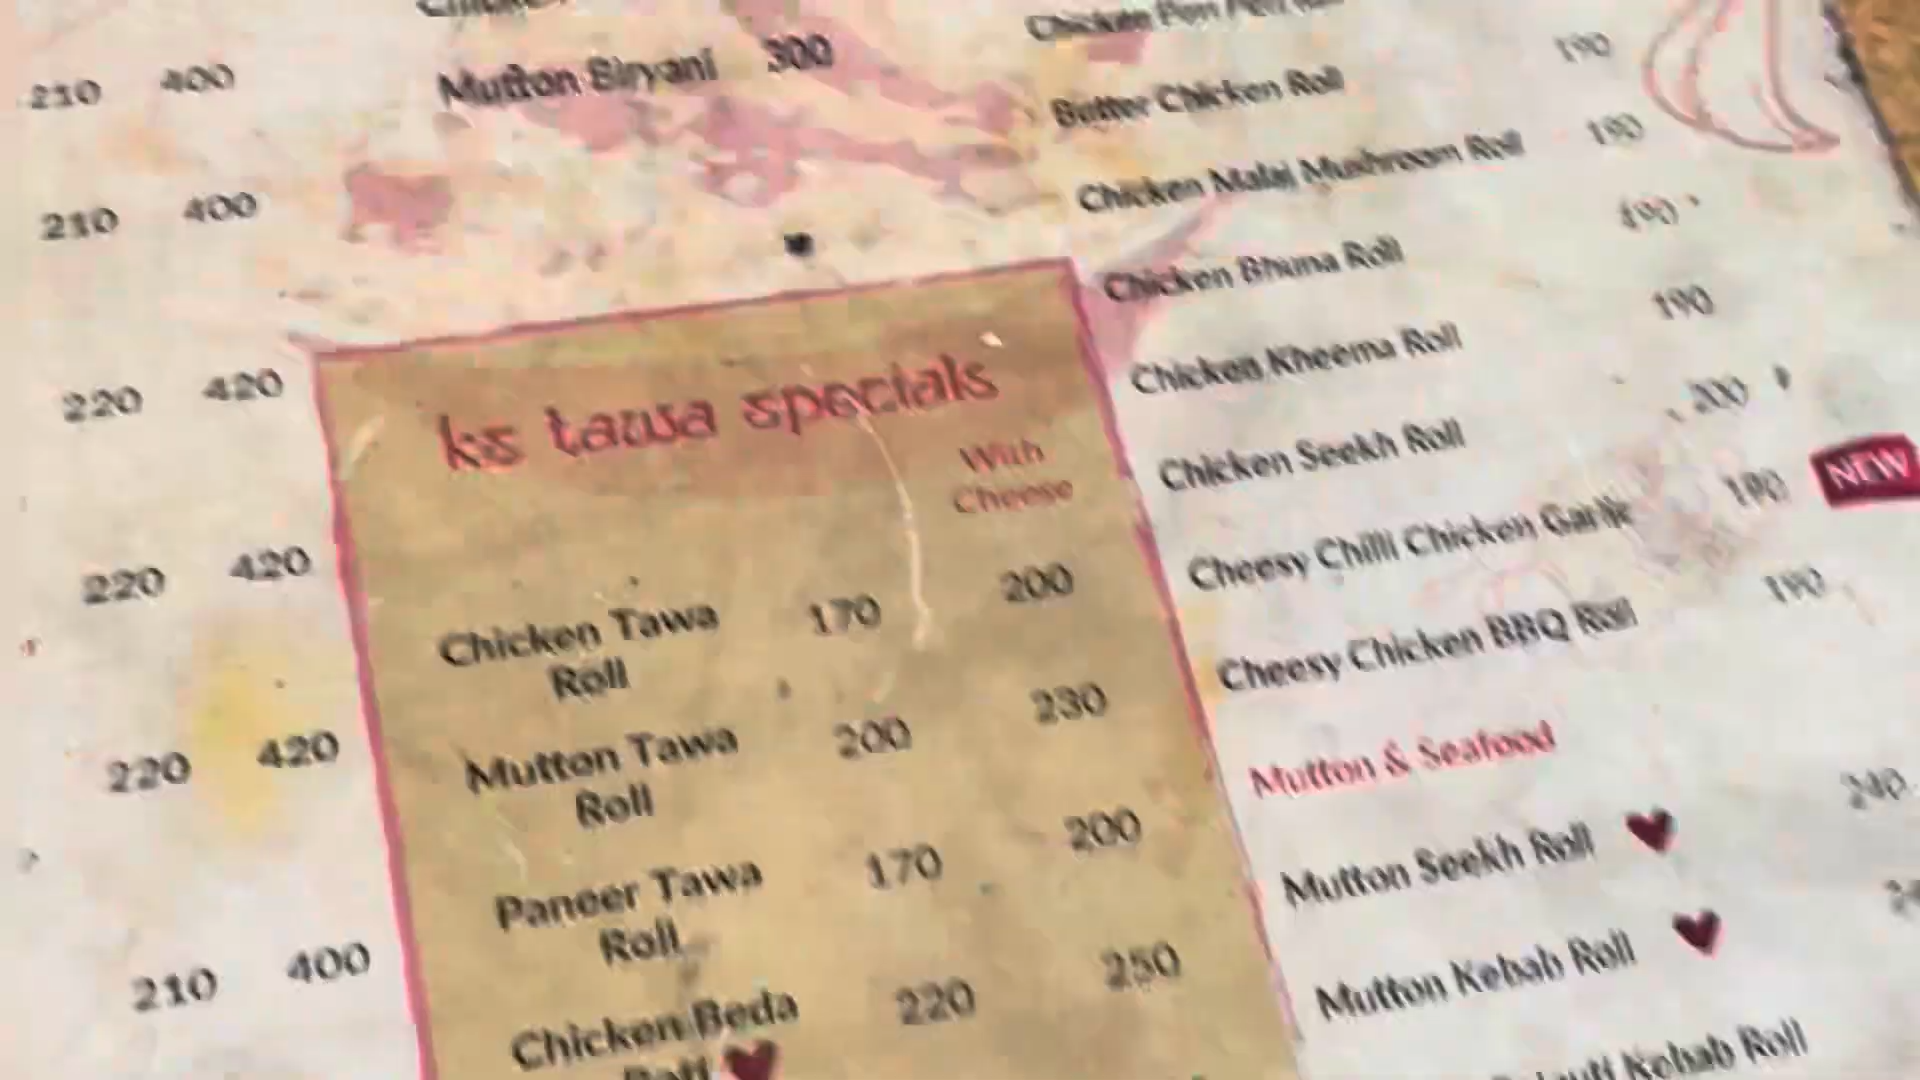 210 400
210 400
220 420
220 420
220 420
210 400
Mutton Biryani 300
ks tawa specials
With
Cheese
Chicken Tawa 170 200
Roll
Mutton Tawa 200 230
Roll
Paneer Tawa 170 200
Roll
Chicken Beda 220 250
Roll
Butter Chicken Roll 190
Chicken Malai Mushroom Roll 180
Chicken Bhuna Roll 190
Chicken Kheema Roll 190
Chicken Seekh Roll 200
Cheesy Chilli Chicken Garlic 190 NEW
Cheesy Chicken BBQ Roll 190
Mutton & Seafood
Mutton Seekh Roll 240
Mutton Kebab Roll
Kebab Roll